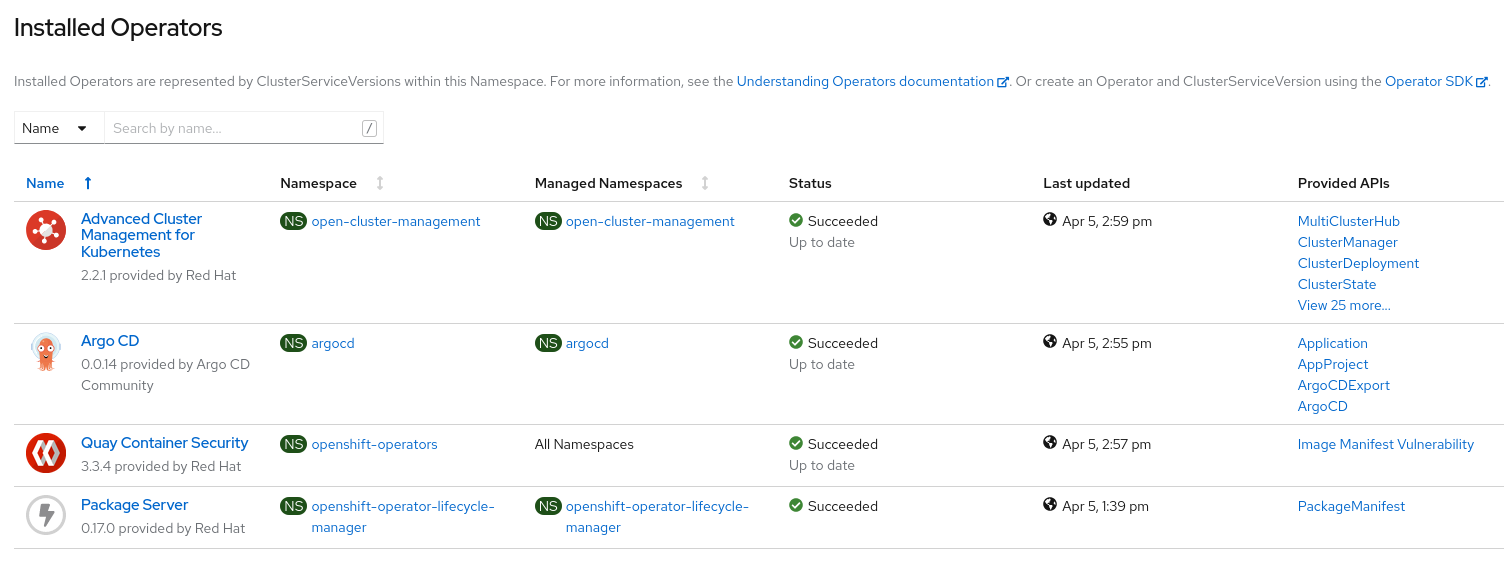 Installed Operators
Installed Operators are represented by ClusterServiceVersions within this Namespace. For more information, see the Understanding Operators documentation. Or create an Operator and ClusterServiceVersion using the Operator SDK.
Name Search by name... /
Name Namespace Managed Namespaces Status Last updated Provided APIs
Advanced Cluster
Management for
Kubernetes
2.2.1 provided by Red Hat
NS open-cluster-management
NS open-cluster-management
Succeeded
Up to date
Apr 5, 2:59 pm
MultiClusterHub
ClusterManager
ClusterDeployment
ClusterState
View 25 more...
Argo CD
0.0.14 provided by Argo CD
Community
NS argocd
NS argocd
Succeeded
Up to date
Apr 5, 2:55 pm
Application
AppProject
ArgoCDExport
ArgoCD
Quay Container Security
3.3.4 provided by Red Hat
NS openshift-operators
All Namespaces
Succeeded
Up to date
Apr 5, 2:57 pm
Image Manifest Vulnerability
Package Server
0.17.0 provided by Red Hat
NS openshift-operator-lifecycle-
manager
NS openshift-operator-lifecycle-
manager
Succeeded
Apr 5, 1:39 pm
PackageManifest